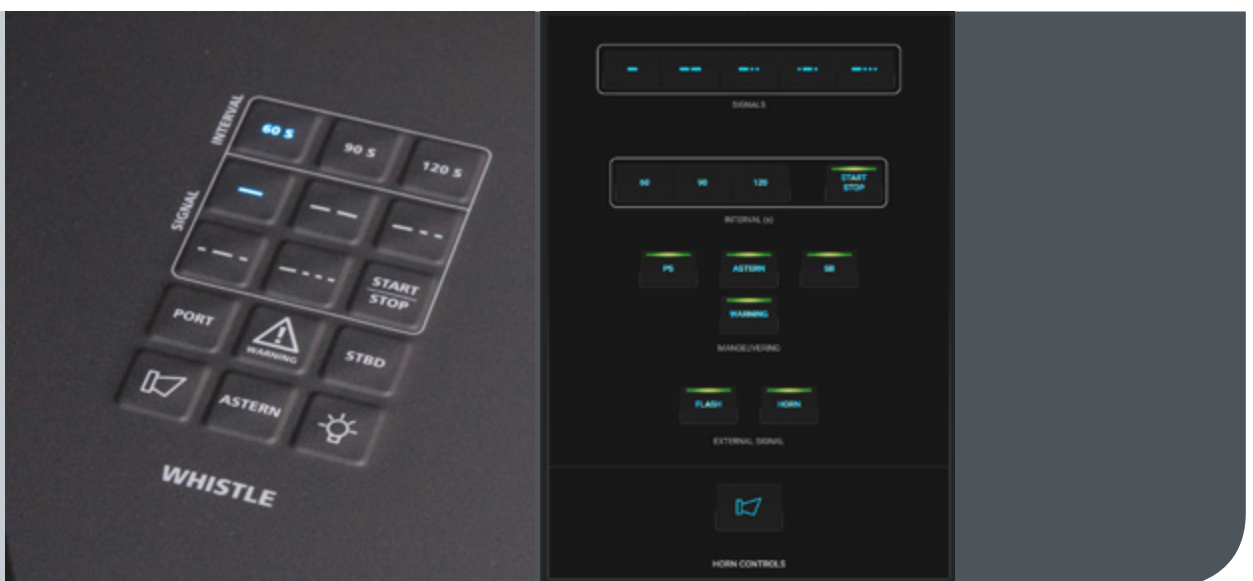 INTERVAL
60 S 90 S 120 S
SIGNAL
START
STOP
PORT WARNING STBD
ASTERN
WHISTLE
SIGNALS
60 90 120 START
STOP
INTERVAL (s)
PS ASTERN SB
WARNING
MANOEUVERING
FLASH HORN
EXTERNAL SIGNAL
HORN CONTROLS